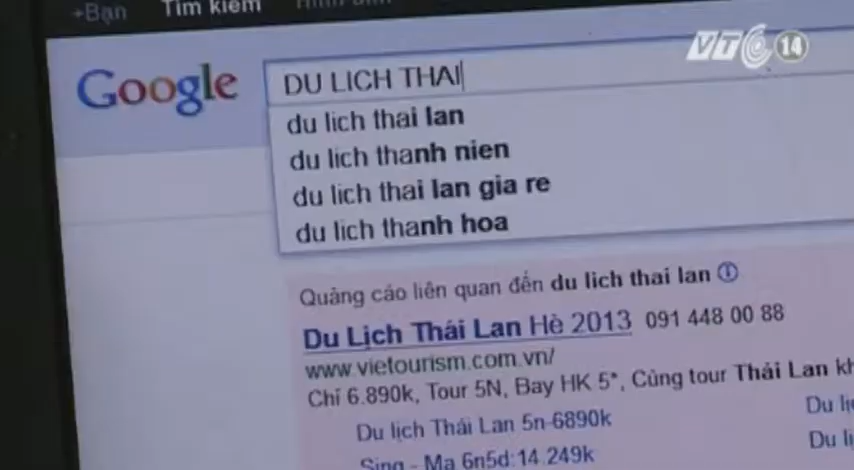 +Bạn Tìm kiếm
VTC 14
Google DU LICH THAI
du lich thai lan
du lich thanh nien
du lich thai lan gia re
du lich thanh hoa
Quảng cáo liên quan đến du lich thai lan
Du Lịch Thái Lan Hè 2013 091 448 00 88
www.vietourism.com.vn/
Chỉ 6.890k, Tour 5N, Bay HK 5*, Cùng tour Thái Lan kh
Du lịch Thái Lan 5n-6890k
Sing - Ma 6n5d:14.249k